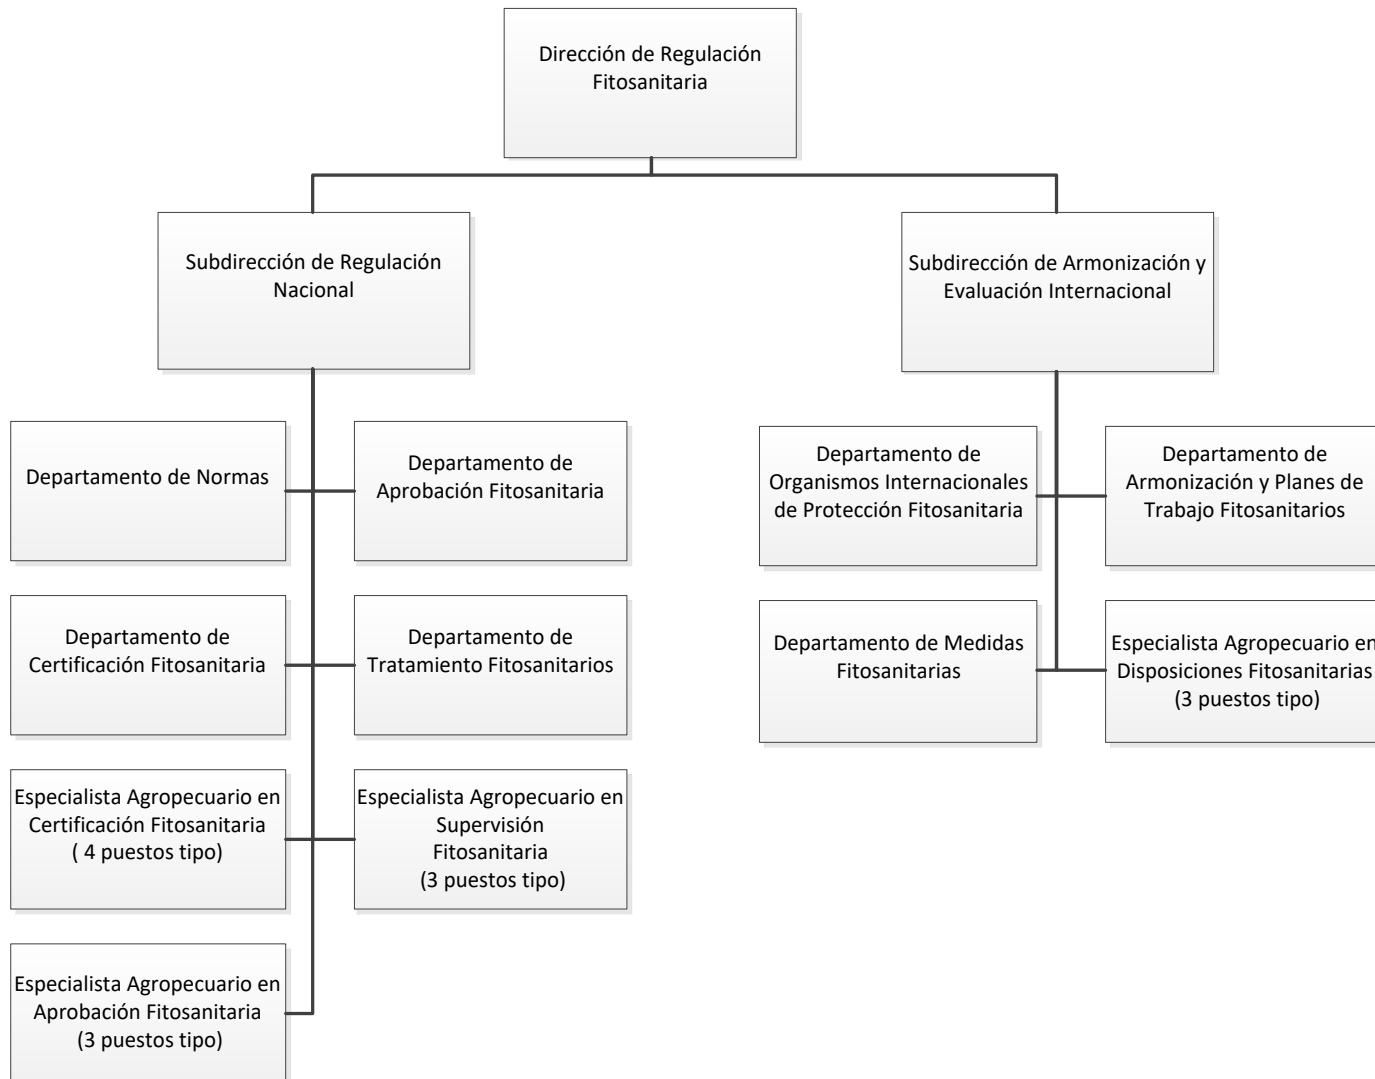 Dirección de Regulación
Fitosanitaria
Subdirección de Regulación
Nacional
Subdirección de Armonización y
Evaluación Internacional
Departamento de Normas
Departamento de
Aprobación Fitosanitaria
Departamento de
Organismos Internacionales
de Protección Fitosanitaria
Departamento de
Armonización y Planes de
Trabajo Fitosanitarios
Departamento de
Certificación Fitosanitaria
Departamento de
Tratamiento Fitosanitarios
Departamento de Medidas
Fitosanitarias
Especialista Agropecuario en
Disposiciones Fitosanitarias
(3 puestos tipo)
Especialista Agropecuario en
Certificación Fitosanitaria
( 4 puestos tipo)
Especialista Agropecuario en
Supervisión
Fitosanitaria
(3 puestos tipo)
Especialista Agropecuario en
Aprobación Fitosanitaria
(3 puestos tipo)